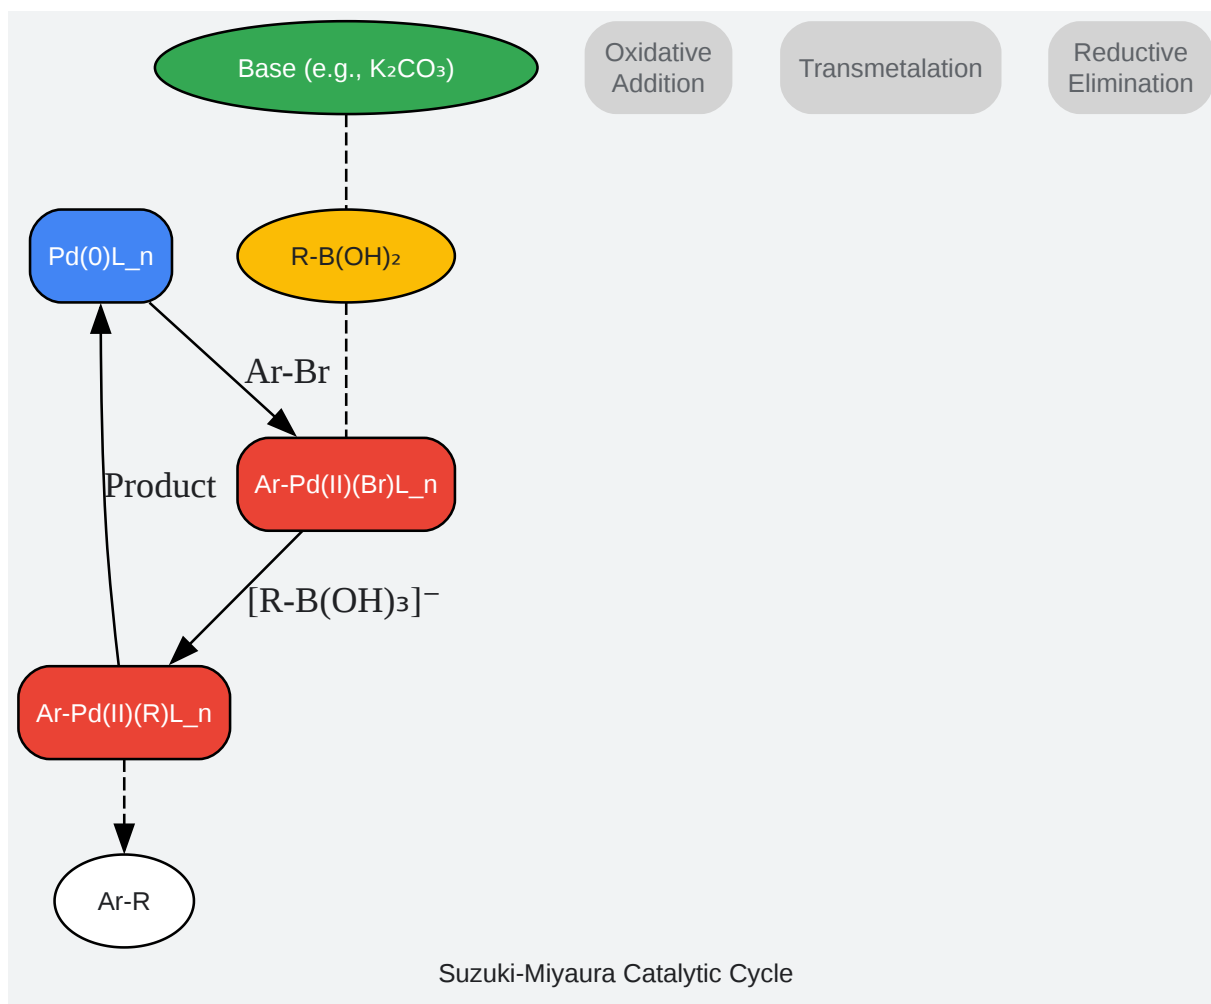 Base (e.g., K₂CO₃)
Oxidative
Addition
Transmetalation
Reductive
Elimination
Pd(0)L_n
R-B(OH)₂
Ar-Br
Product
Ar-Pd(II)(Br)L_n
[R-B(OH)₃]⁻
Ar-Pd(II)(R)L_n
Ar-R
Suzuki-Miyaura Catalytic Cycle